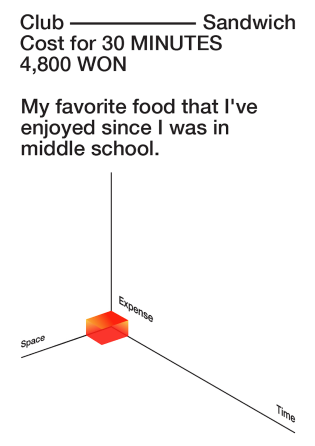 Club Sandwich
Cost for 30 MINUTES
4,800 WON
My favorite food that I've
enjoyed since I was in
middle school.
Expense
Space
Time